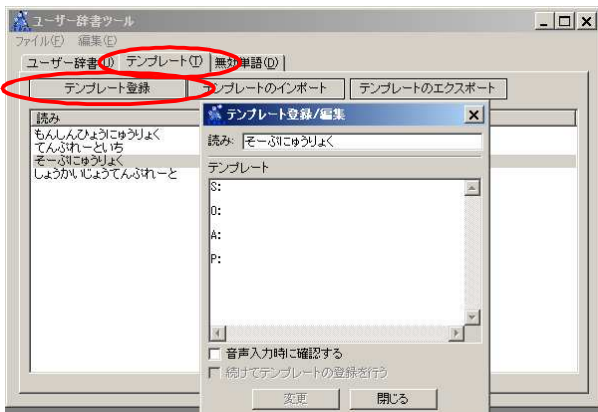 ユーザー辞書ツール
ファイル(F) 編集(E)
ユーザー辞書(U) テンプレート(T) 無効単語(D)
テンプレート登録 テンプレートのインポート テンプレートのエクスポート
読み
もんしんひょうにゅうりょく
てんぷれーといち
そーぷにゅうりょく
しょうかいじょうてんぷれーと
テンプレート登録/編集
読み: そーぷにゅうりょく
テンプレート
S:
O:
A:
P:
音声入力時に確認する
続けてテンプレートの登録を行う
変更 閉じる